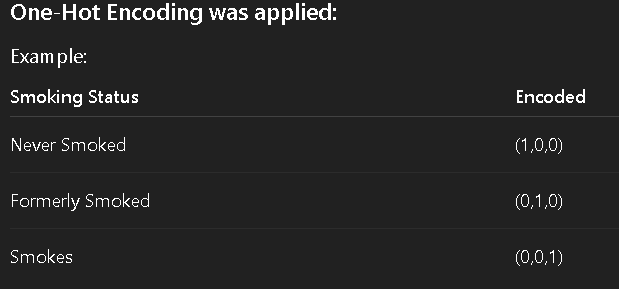 One-Hot Encoding was applied:
Example:
Smoking Status Encoded
Never Smoked (1,0,0)
Formerly Smoked (0,1,0)
Smokes (0,0,1)